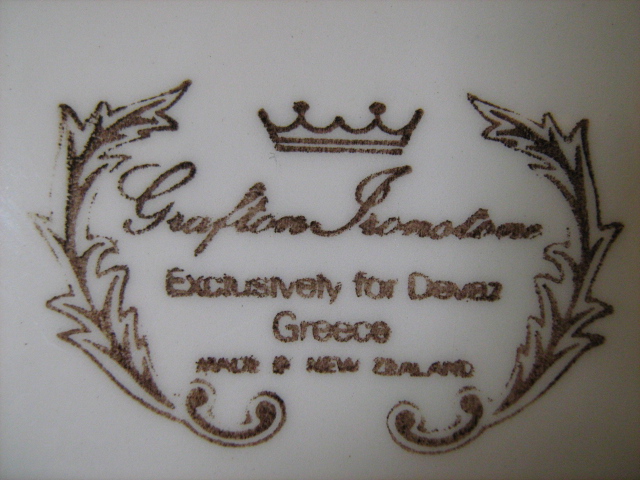 Grafton Ironstone
Exclusively for Devaz
Greece
MADE IN NEW ZEALAND